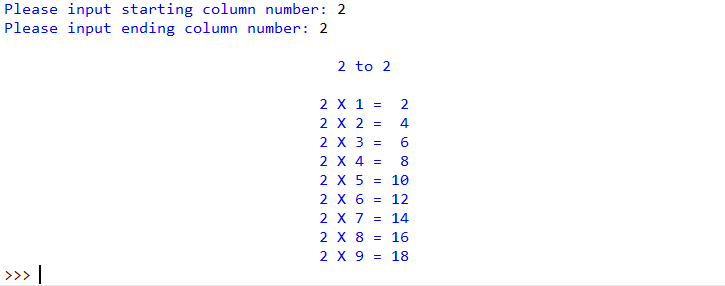 Please input starting column number: 2
Please input ending column number: 2
2 to 2
2 X 1 =  2
2 X 2 =  4
2 X 3 =  6
2 X 4 =  8
2 X 5 = 10
2 X 6 = 12
2 X 7 = 14
2 X 8 = 16
2 X 9 = 18
>>>